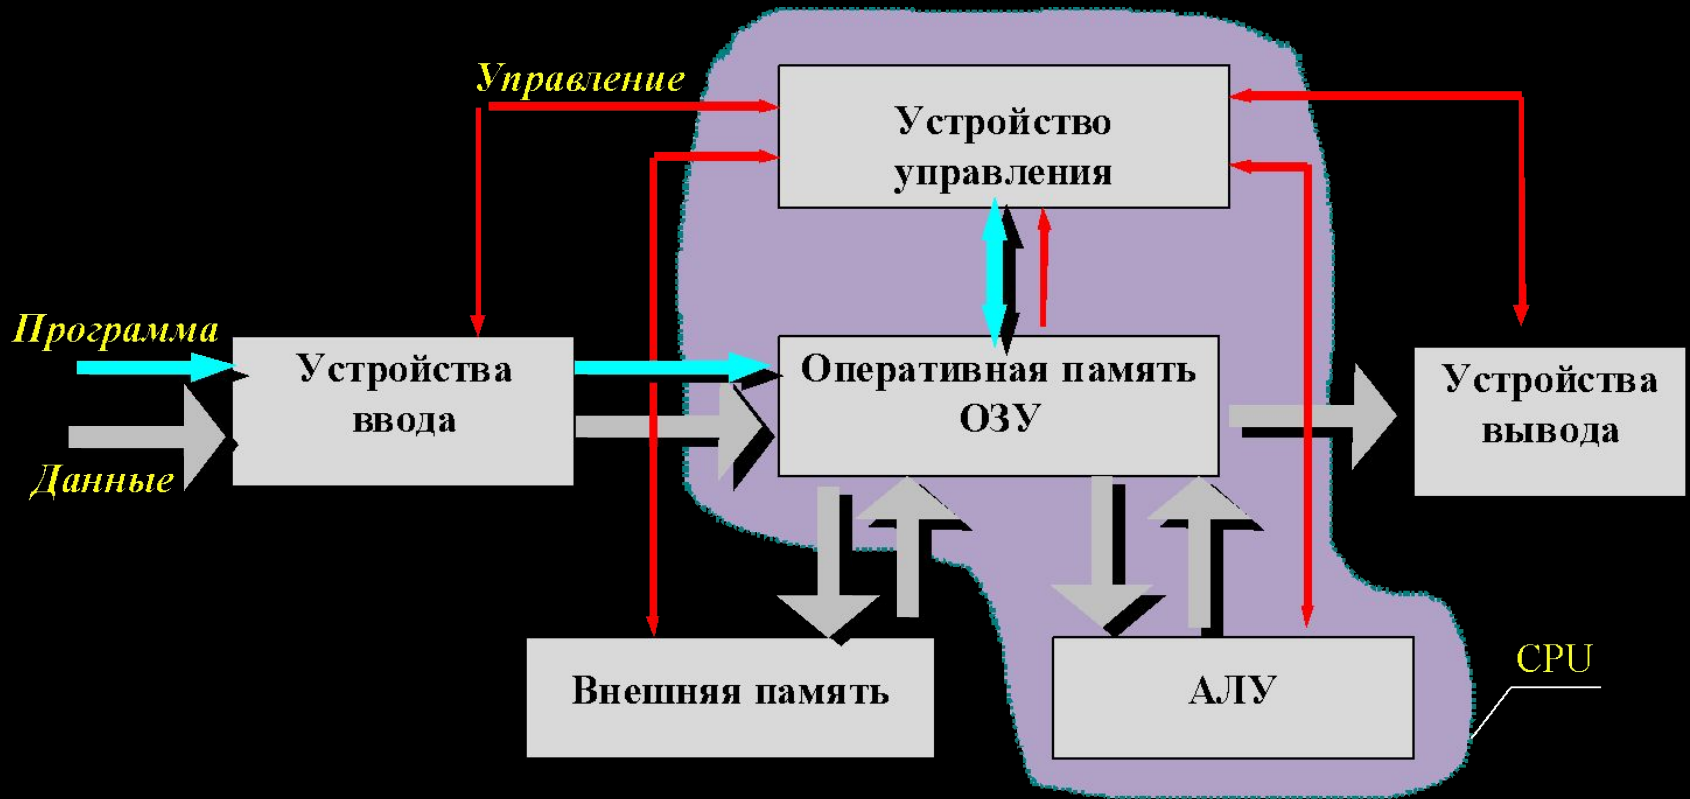 Управление
Устройство
управления
Программа
Устройства
ввода
Оперативная память
ОЗУ
Устройства
вывода
Данные
Внешняя память
АЛУ
CPU